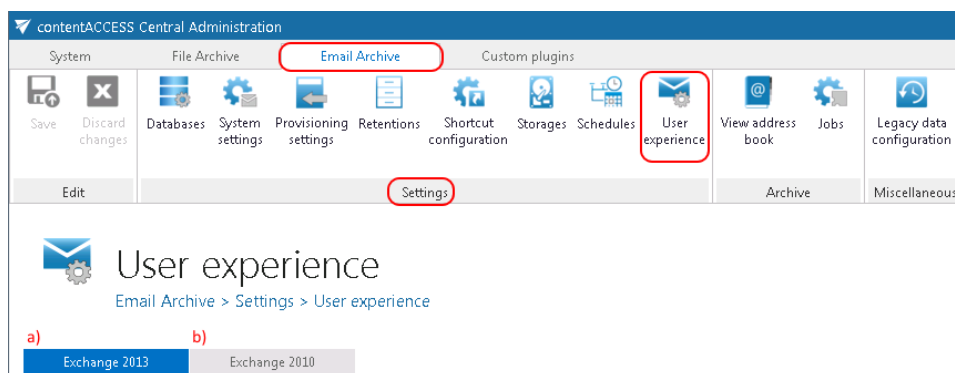 contentACCESS Central Administration
System File Archive Email Archive Custom plugins
Save Discard changes Databases System settings Provisioning settings Retentions Shortcut configuration Storages Schedules User experience View address book Jobs Legacy data configuration
Edit Settings Archive Miscellaneous
User experience
Email Archive > Settings > User experience
a) b)
Exchange 2013 Exchange 2010